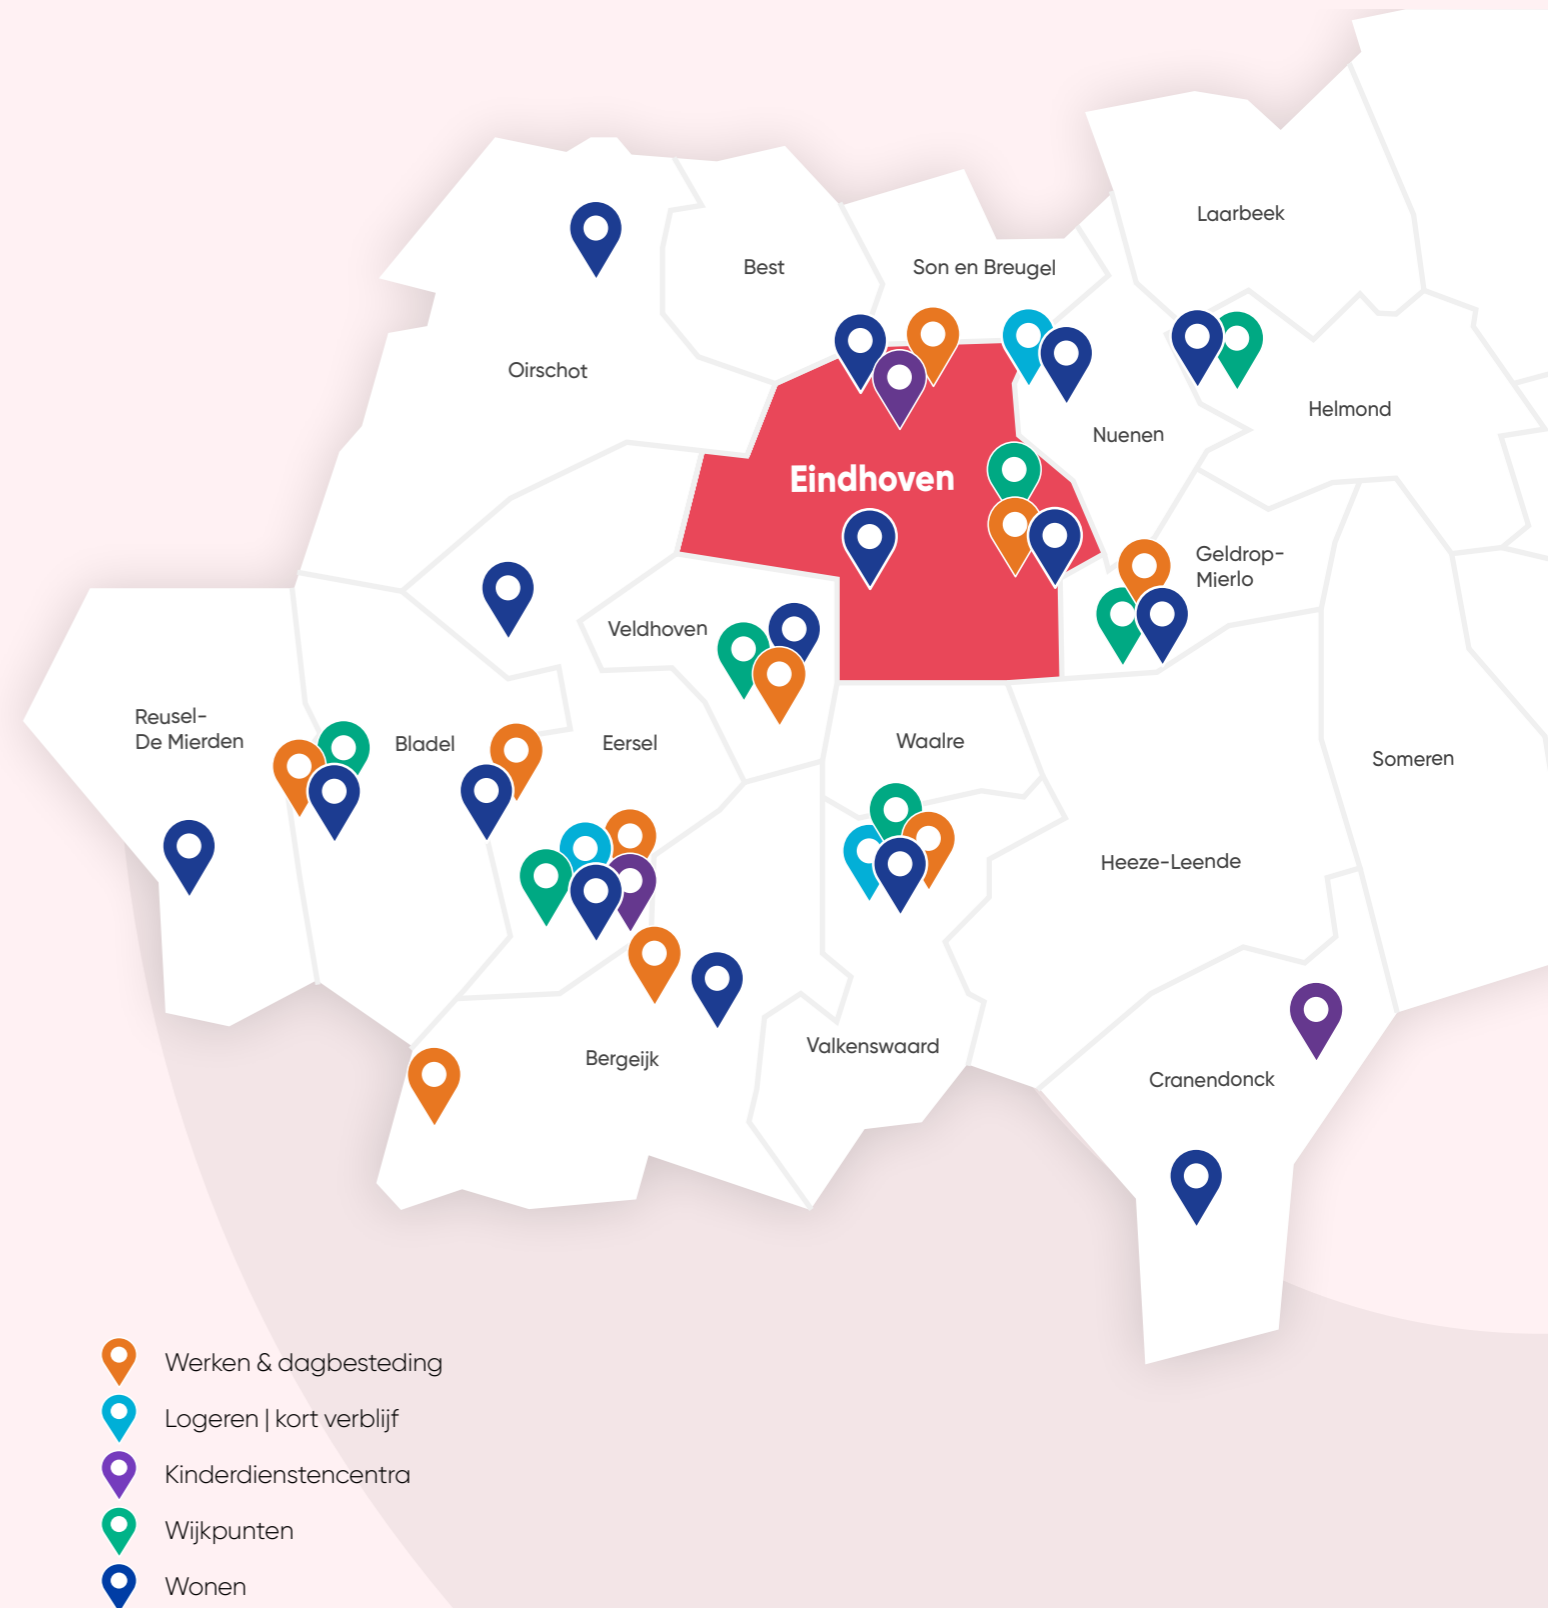 Laarbeek
Best
Son en Breugel
Oirschot
Helmond
Nuenen
Eindhoven
Geldrop-
Mierlo
Veldhoven
Reusel-
De Mierden
Bladel
Eersel
Waalre
Someren
Heeze-Leende
Valkenswaard
Bergeijk
Cranendonck
Werken & dagbesteding
Logeren | kort verblijf
Kinderdienstencentra
Wijkpunten
Wonen